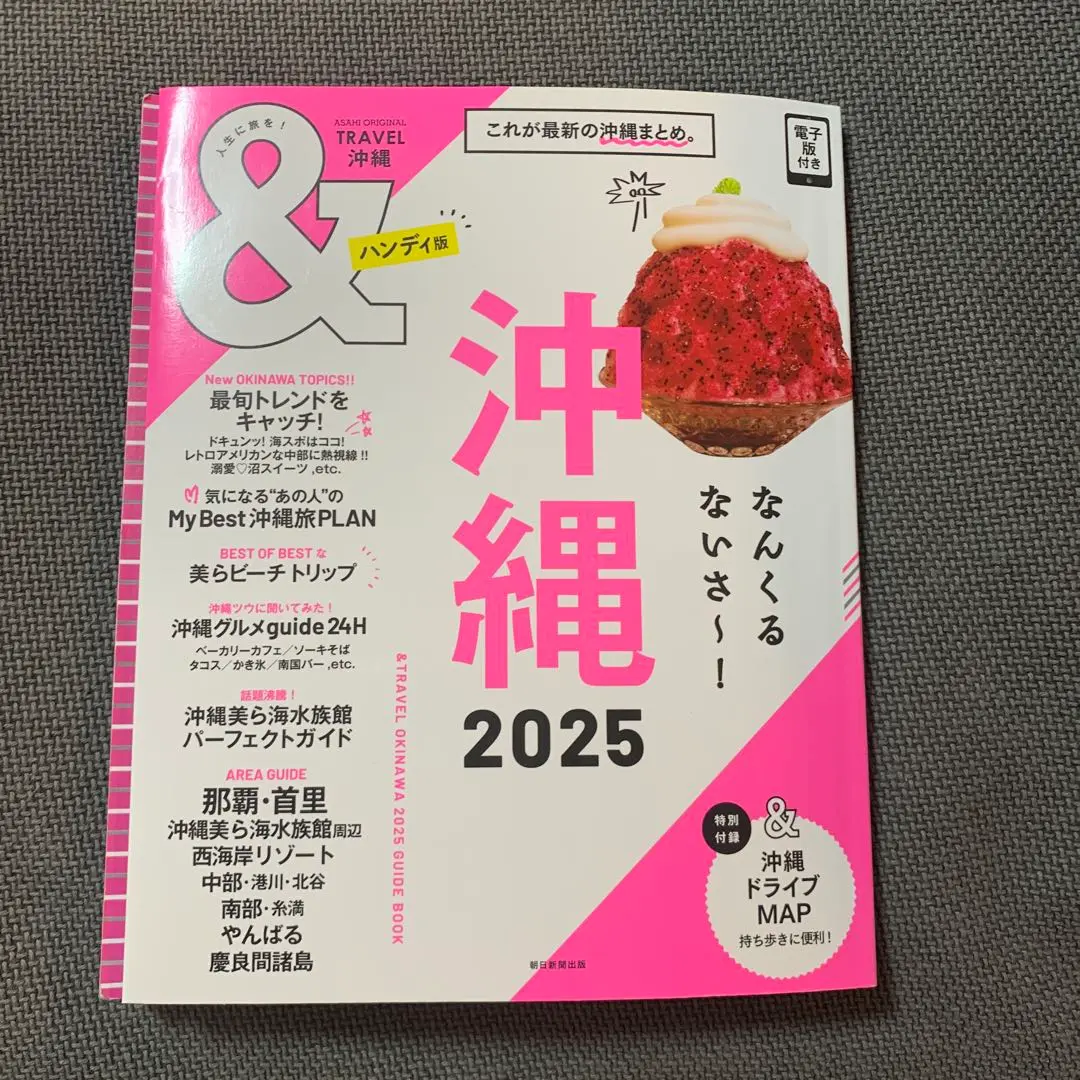 人生に旅を!
ASAHI ORIGINAL
TRAVEL
沖縄
&
ハンディ版
これが最新の沖縄まとめ。
電子
版
付き
New OKINAWA TOPICS!!
最旬トレンドを
キャッチ!
ドキュンッ! 海スポはココ!
レトロアメリカンな中部に熱視線!!
溺愛♡沼スイーツ ,etc.
気になる“あの人”の
My Best 沖縄旅PLAN
BEST OF BEST な
美らビーチトリップ
沖縄ツウに聞いてみた!
沖縄グルメguide 24H
ベーカリーカフェ/ソーキそば
タコス/かき氷/南国バー ,etc.
話題沸騰!
沖縄美ら海水族館
パーフェクトガイド
AREA GUIDE
那覇・首里
沖縄美ら海水族館周辺
西海岸リゾート
中部・港川・北谷
南部・糸満
やんばる
慶良間諸島
&TRAVEL OKINAWA 2025 GUIDE BOOK
沖縄
2025
なんくる
ないさ~!
特別
付録
&
沖縄
ドライブ
MAP
持ち歩きに便利!
朝日新聞出版